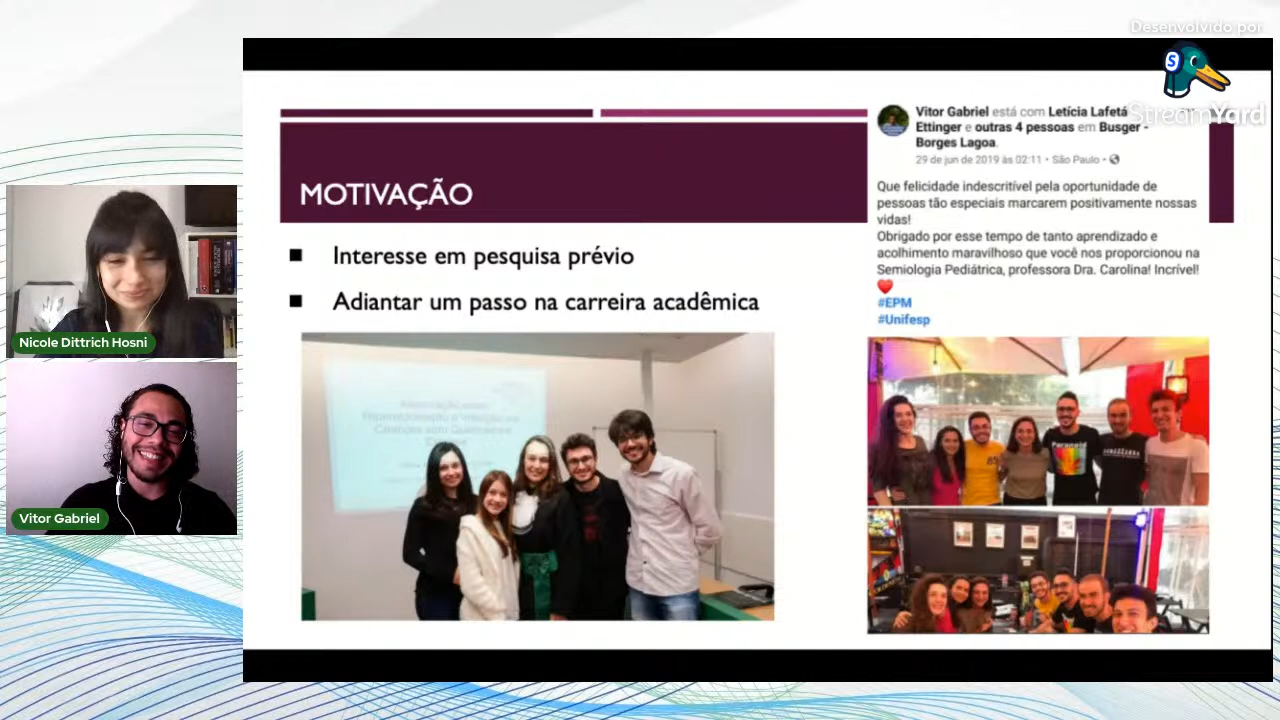 Desenvolvido por
StreamYard
Vitor Gabriel está com Letícia Lafetá
Ettinger e outras 4 pessoas em Busger -
Borges Lagoa.
29 de jun de 2019 às 02:11 • São Paulo •
Que felicidade indescritível pela oportunidade de
pessoas tão especiais marcarem positivamente nossas
vidas!
Obrigado por esse tempo de tanto aprendizado e
acolhimento maravilhoso que você nos proporcionou na
Semiologia Pediátrica, professora Dra. Carolina! Incrível!
#EPM
#Unifesp
MOTIVAÇÃO
Interesse em pesquisa prévio
Adiantar um passo na carreira acadêmica
Nicole Dittrich Hosni
Vitor Gabriel
Paranoid